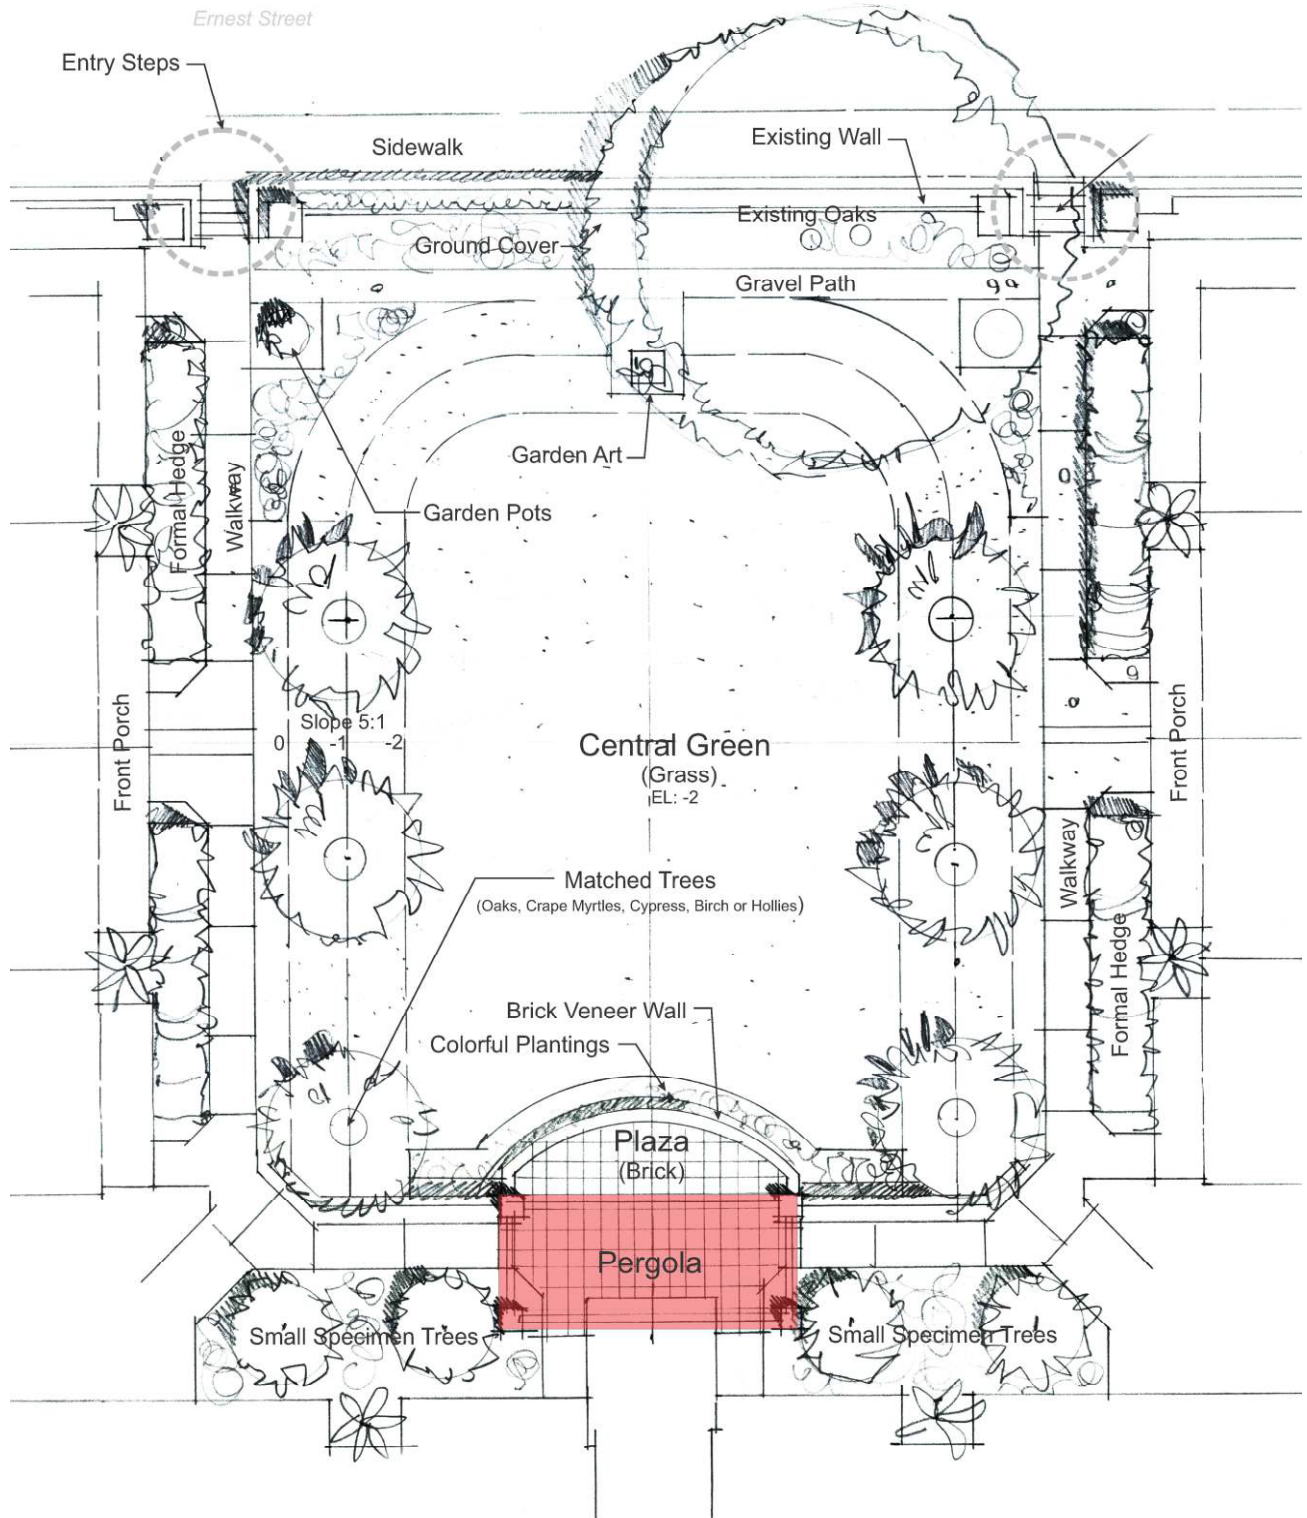 Ernest Street
Entry Steps
Sidewalk
Existing Wall
Existing Oaks
Ground Cover
Gravel Path
Garden Art
Garden Pots
Formal Hedge
Walkway
Front Porch
Slope 5:1
0 -1 -2
Central Green
(Grass)
EL: -2
Front Porch
Matched Trees
(Oaks, Crape Myrtles, Cypress, Birch or Hollies)
Walkway
Formal Hedge
Brick Veneer Wall
Colorful Plantings
Plaza
(Brick)
Pergola
Small Specimen Trees
Small Specimen Trees